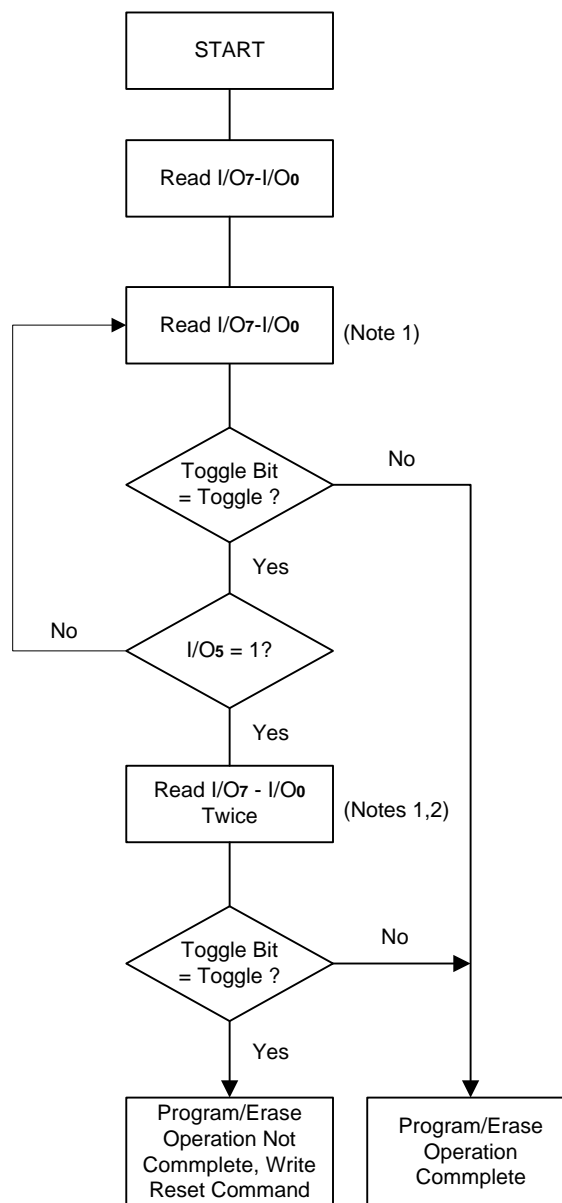 START
Read I/O7-I/O0
Read I/O7-I/O0
(Note 1)
Toggle Bit
= Toggle ?
No
Yes
No
I/O5 = 1?
Yes
Read I/O7 - I/O0
Twice
(Notes 1,2)
Toggle Bit
= Toggle ?
No
Yes
Program/Erase
Operation Not
Commplete, Write
Reset Command
Program/Erase
Operation
Commplete